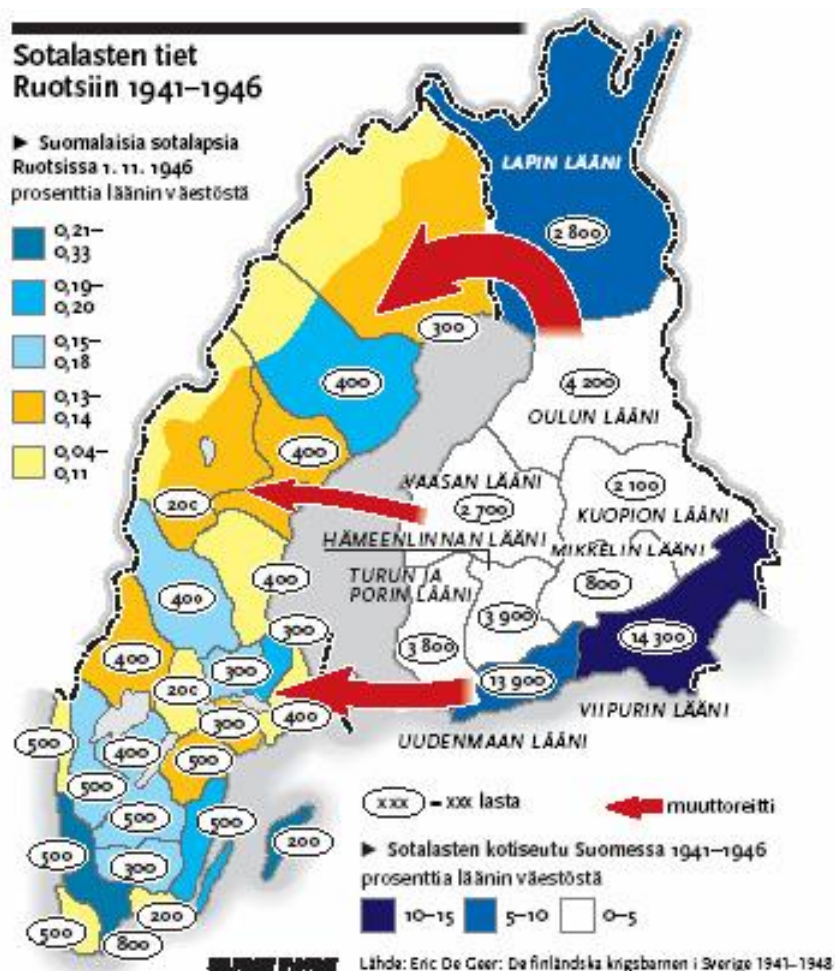 Sotalasten tiet
Ruotsiin 1941–1946
► Suomalaisia sotalapsia
Ruotsissa 1. 11. 1946
prosenttia läänin väestöstä
0,21–
0,33
0,19–
0,20
0,15–
0,18
0,13–
0,14
0,04–
0,11
LAPIN LÄÄNI
2 800
300
400
4 200
OULUN LÄÄNI
400
VAASAN LÄÄNI
2 700
2 100
KUOPION LÄÄNI
200
HÄMEENLINNAN LÄÄNI
MIKKELIN LÄÄNI
400
TURUN JA
PORIN LÄÄNI
800
400
3 900
300
14 300
3 800
400
300
13 900
200
VIIPURIN LÄÄNI
300
400
UUDENMAAN LÄÄNI
500
400
500
500
500
500
200
500
300
200
500
800
xxx = xxx lasta
muuttoreitti
► Sotalasten kotiseutu Suomessa 1941–1946
prosenttia läänin väestöstä
10–15
5–10
0–5
Lähde: Eric De Geer: De finländska krigsbarnen i Sverige 1941–1948